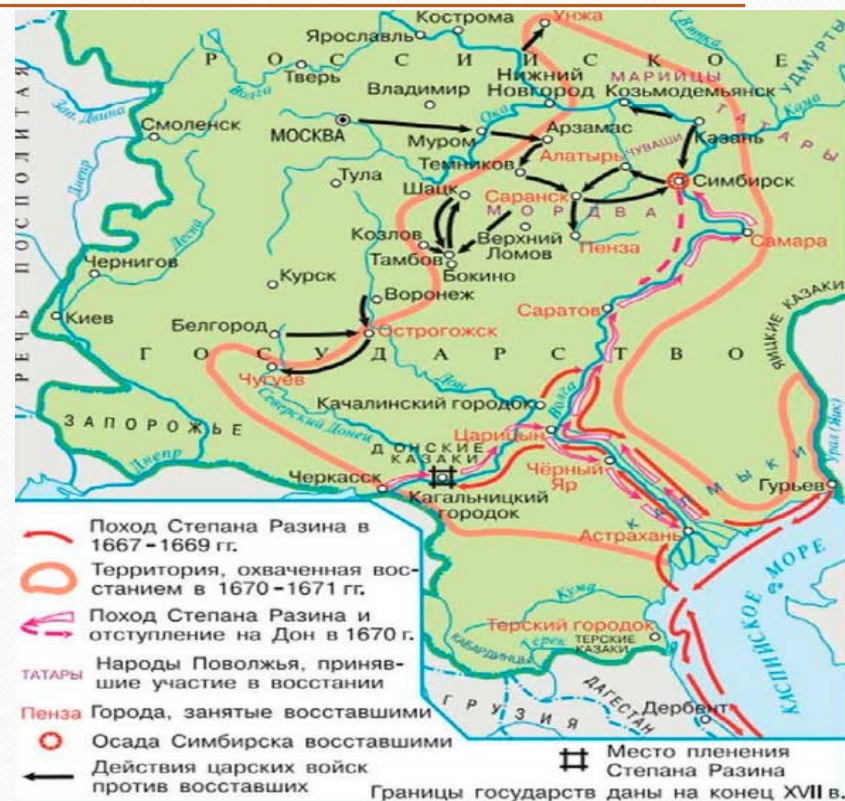 Кострома
Унжа
Ярославль
Вятка
РОССИЙСКОЕ
Тверь
Волга
Нижний
Новгород
МАРИЙЦЫ
УДМУРТЫ
Зап. Двина
Владимир
Козьмодемьянск
Кама
Смоленск
Ока
ТАТАРЫ
МОСКВА
Муром
Арзамас
Казань
Днепр
Темников
Алатырь
ЧУВАШИ
Тула
Шацк
Саранск
Симбирск
РЕЧЬ ПОСПОЛИТАЯ
Десна
МОРДВА
Козлов
Верхний
Ломов
Пенза
Самара
Чернигов
Тамбов
Бокино
Курск
Воронеж
Саратов
Киев
Белгород
Острогожск
ЯИЦКИЕ КАЗАКИ
ГОСУДАРСТВО
Чугуев
Дон
Волга
Качалинский городок
Северский Донец
ЗАПОРОЖЬЕ
ДОНСКИЕ
КАЗАКИ
Царицын
Урал (Яик)
Днепр
Черкасск
Чёрный
Яр
КАЛМЫКИ
Гурьев
Кагальницкий
городок
Астрахань
Поход Степана Разина в
1667–1669 гг.
Территория, охваченная вос-
станием в 1670–1671 гг.
КАСПИЙСКОЕ МОРЕ
Кума
Поход Степана Разина и
отступление на Дон в 1670 г.
Терский городок
Терек
ТЕРСКИЕ
КАЗАКИ
КАБАРДИНЦЫ
ТАТАРЫ Народы Поволжья, приняв-
шие участие в восстании
ДАГЕСТАН
ГРУЗИЯ
Дербент
Пенза Города, занятые восставшими
Осада Симбирска восставшими
Место пленения
Степана Разина
Действия царских войск
против восставших
Границы государств даны на конец XVII в.